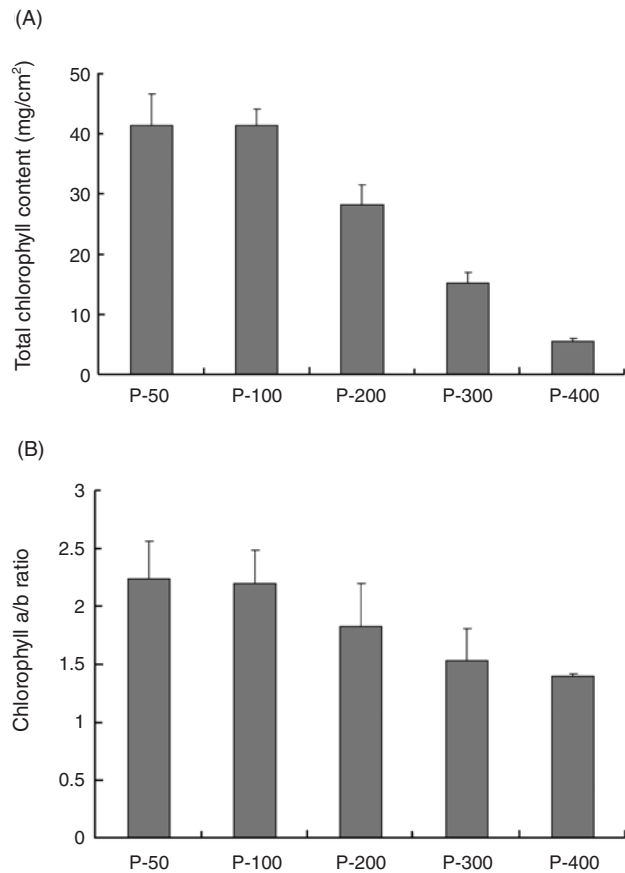 (A)
Total chlorophyll content (mg/cm²)
50
40
30
20
10
0
P-50 P-100 P-200 P-300 P-400
(B)
Chlorophyll a/b ratio
3
2.5
2
1.5
1
0.5
0
P-50 P-100 P-200 P-300 P-400